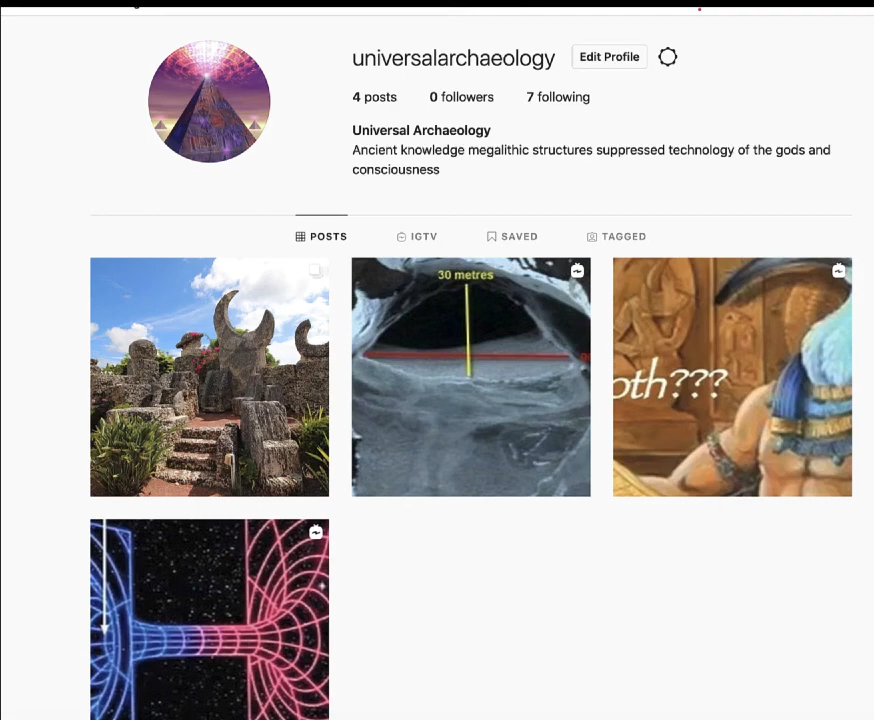 universalarchaeology Edit Profile
4 posts 0 followers 7 following
Universal Archaeology
Ancient knowledge megalithic structures suppressed technology of the gods and
consciousness
POSTS IGTV SAVED TAGGED
30 metres
oth???